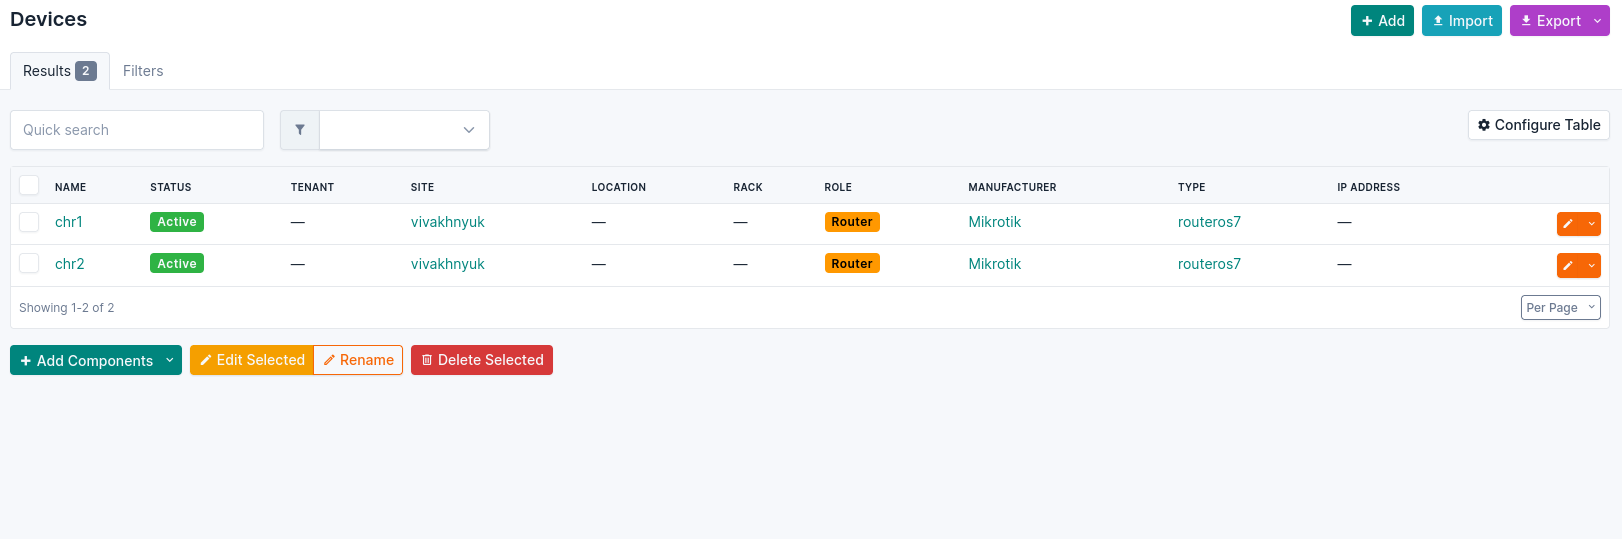 Devices
+ Add
Import
Export
Results 2
Filters
Quick search
Configure Table
NAME STATUS TENANT SITE LOCATION RACK ROLE MANUFACTURER TYPE IP ADDRESS
chr1 Active — vivakhnyuk — — Router Mikrotik routeros7 —
chr2 Active — vivakhnyuk — — Router Mikrotik routeros7 —
Showing 1-2 of 2
Per Page
+ Add Components
Edit Selected
Rename
Delete Selected